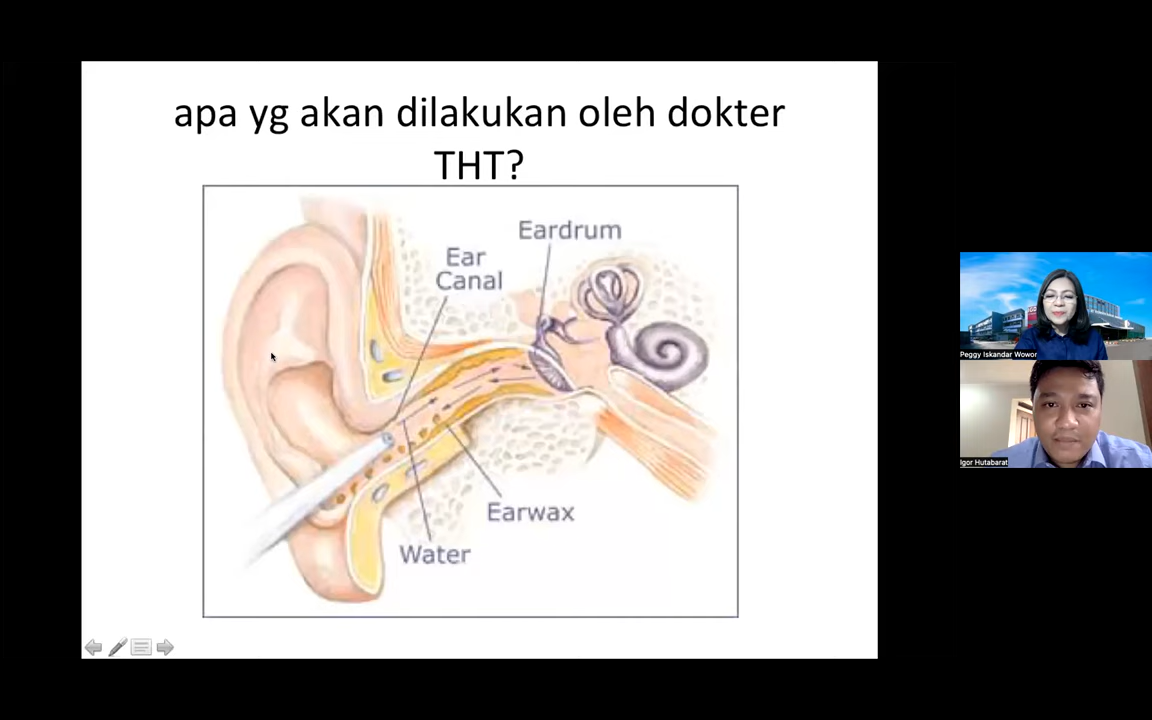 apa yg akan dilakukan oleh dokter
THT?
Eardrum
Ear
Canal
Earwax
Water
Peggy Iskandar Wowor
Igor Hutabarat